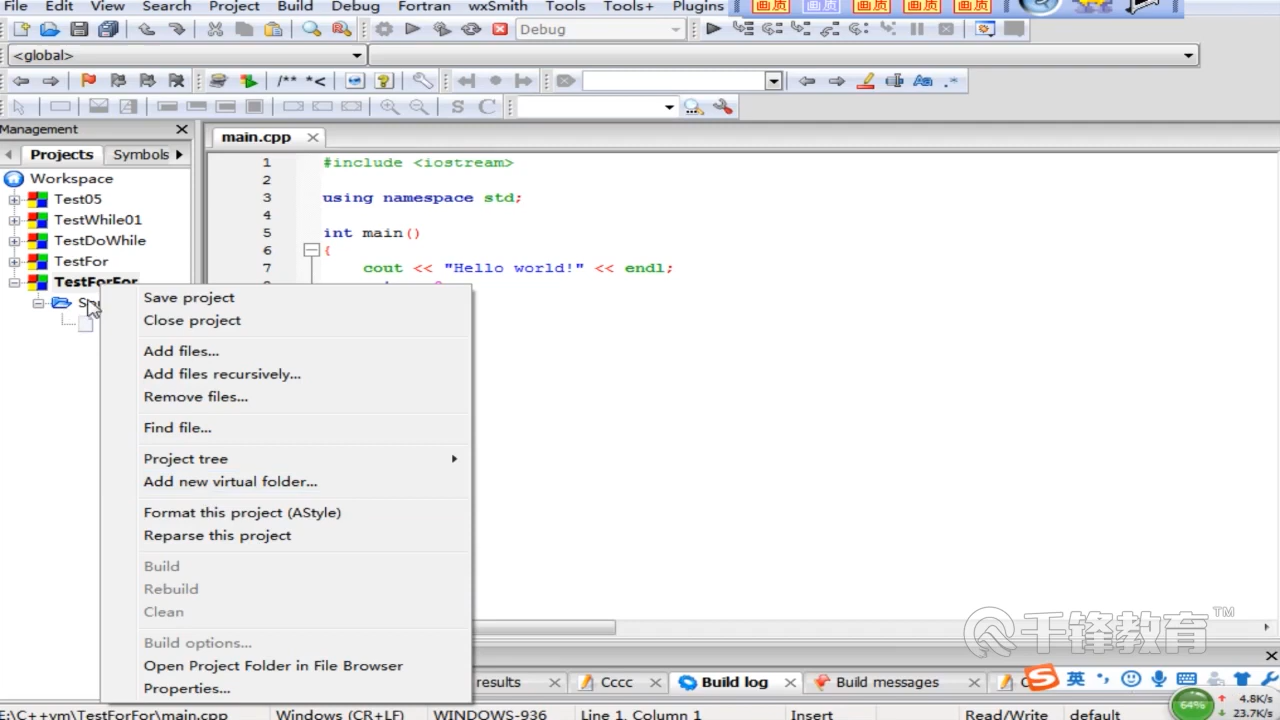 File Edit View Search Project Build Debug Fortran wxSmith Tools Tools+ Plugins 画质 画质 画质 画质 画质
Debug
<global>
/** *<
Aa .*
S C
Management
Projects Symbols
main.cpp
Workspace
Test05
TestWhile01
TestDoWhile
TestFor
TestForFor
1 #include <iostream>
2
3 using namespace std;
4
5 int main()
6 {
7 cout << "Hello world!" << endl;
Save project
Close project
Add files...
Add files recursively...
Remove files...
Find file...
Project tree
Add new virtual folder...
Format this project (AStyle)
Reparse this project
Build
Rebuild
Clean
Build options...
Open Project Folder in File Browser
Properties...
千锋教育™
results Cccc Build log Build messages
S 英
64% 4.8K/s
23.7K/s
E:\C++ym\TestForFor\main.cpp Windows (CR+LF) WINDOWS-936 Line 1, Column 1 Insert Read/Write default